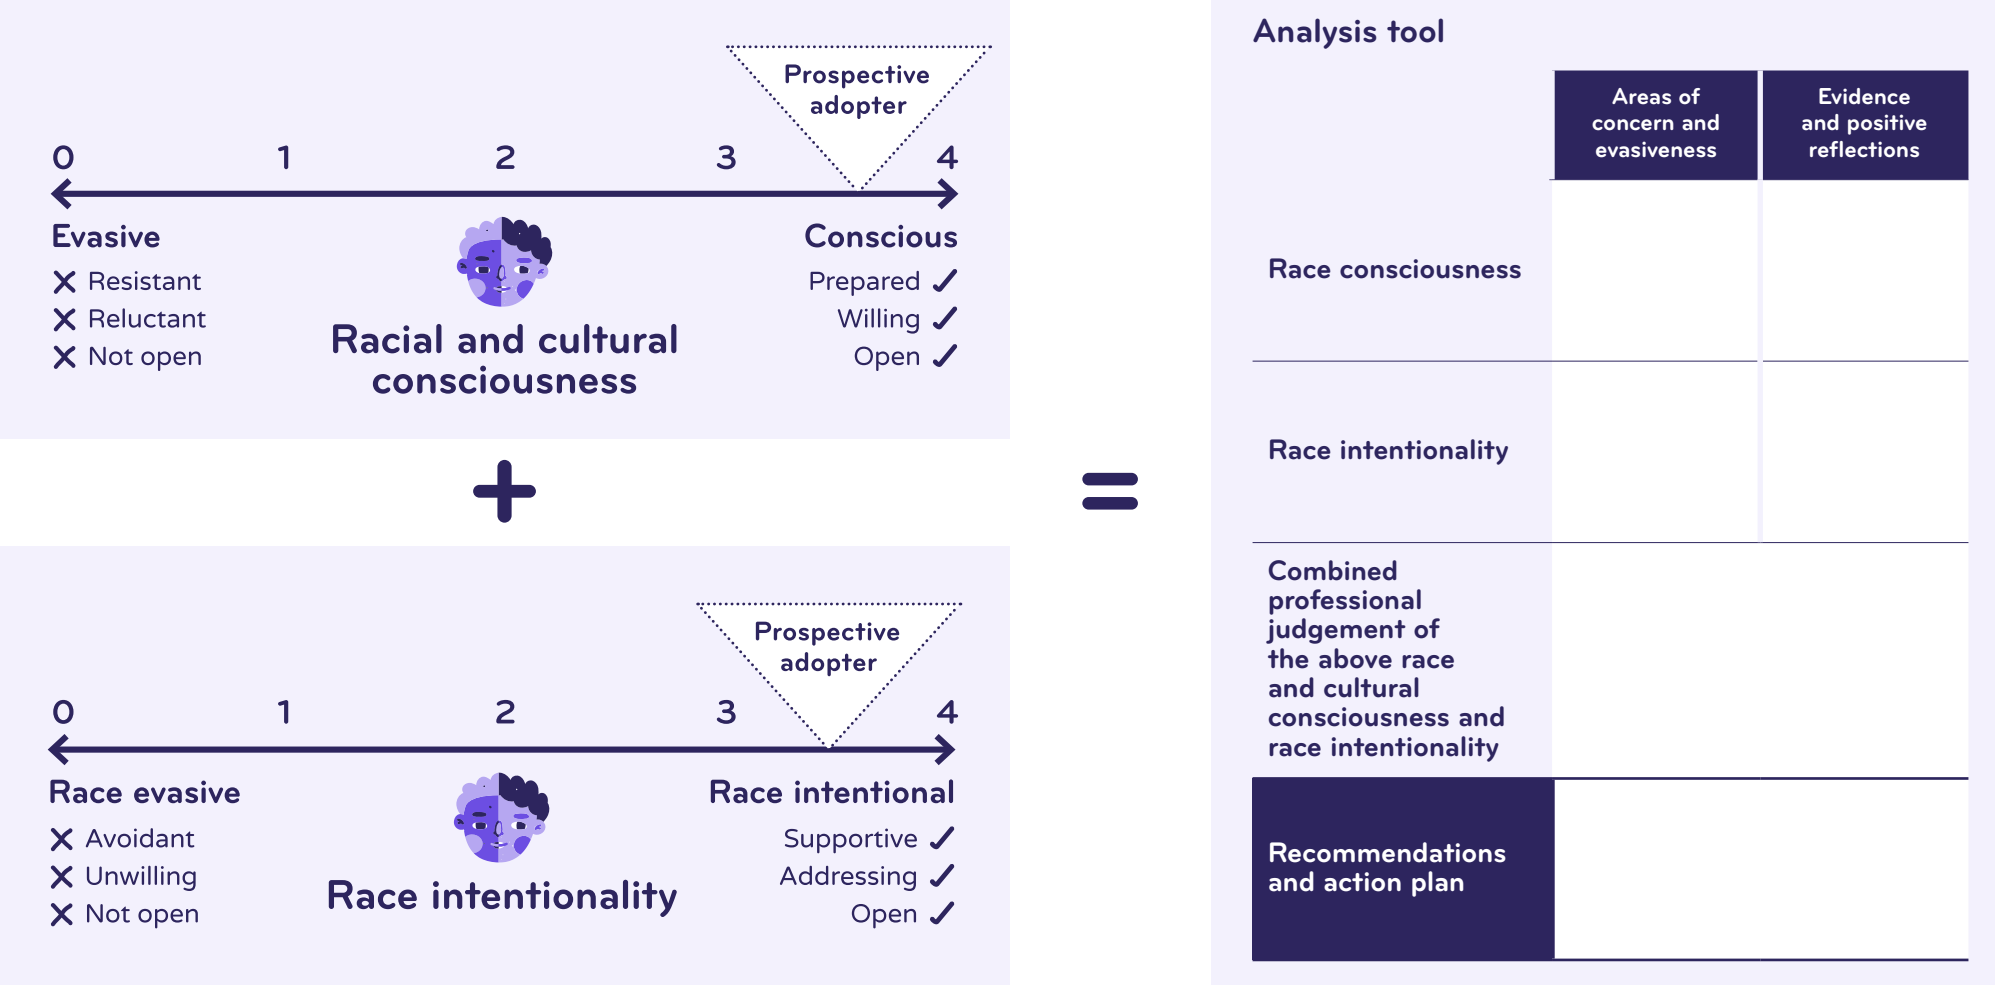 Prospective
adopter
0 1 2 3 4
Evasive
Resistant
Reluctant
Not open
Racial and cultural
consciousness
Conscious
Prepared
Willing
Open
+
Prospective
adopter
0 1 2 3 4
Race evasive
Avoidant
Unwilling
Not open
Race intentionality
Race intentional
Supportive
Addressing
Open
=
Analysis tool
Areas of
concern and
evasiveness
Evidence
and positive
reflections
Race consciousness
Race intentionality
Combined
professional
judgement of
the above race
and cultural
consciousness and
race intentionality
Recommendations
and action plan